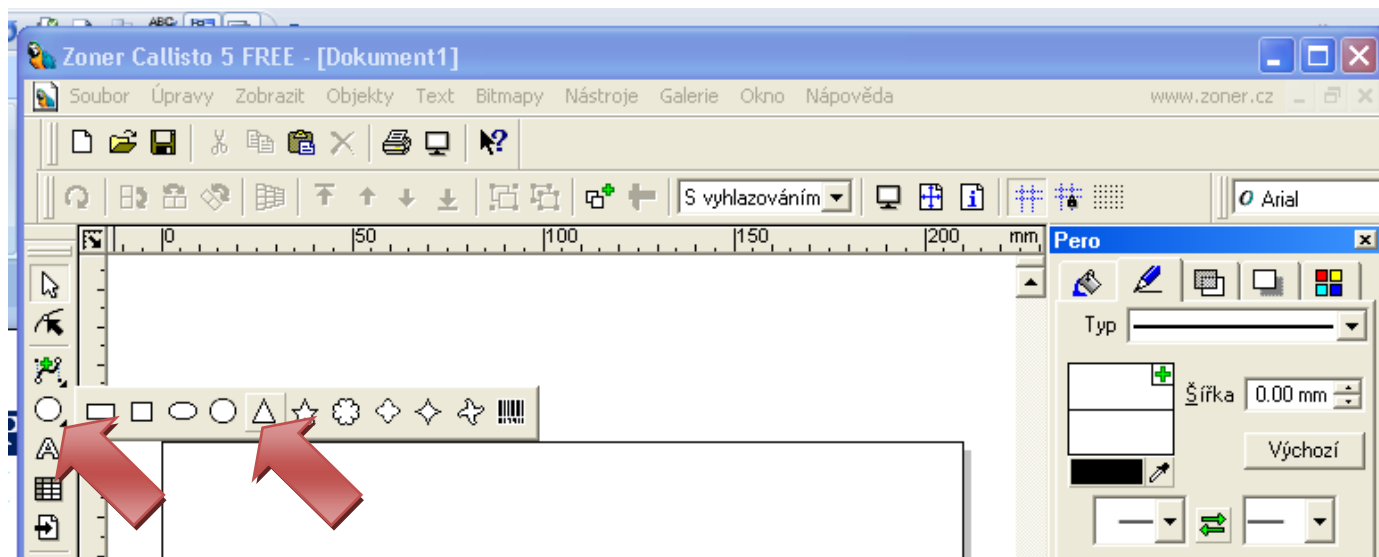 ABC
Zoner Callisto 5 FREE - [Dokument1]
Soubor Úpravy Zobrazit Objekty Text Bitmapy Nástroje Galerie Okno Nápověda www.zoner.cz
S vyhlazováním
O Arial
0 50 100 150 200 mm
Pero
Typ
Šířka 0.00 mm
Výchozí